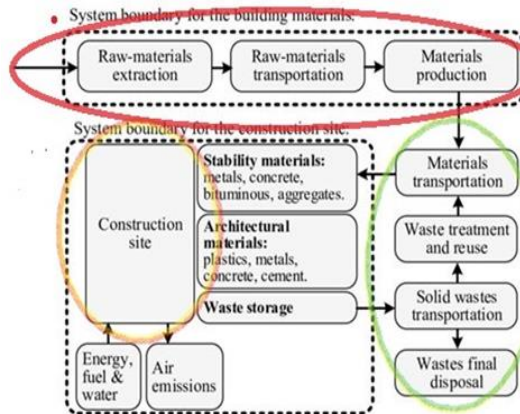 System boundary for the building materials:
Raw-materials
extraction
Raw-materials
transportation
Materials
production
System boundary for the construction site:
Construction
site
Stability materials:
metals, concrete,
bituminous, aggregates.
Architectural
materials:
plastics, metals,
concrete, cement.
Waste storage
Energy,
fuel &
water
Air
emissions
Materials
transportation
Waste treatment
and reuse
Solid wastes
transportation
Wastes final
disposal